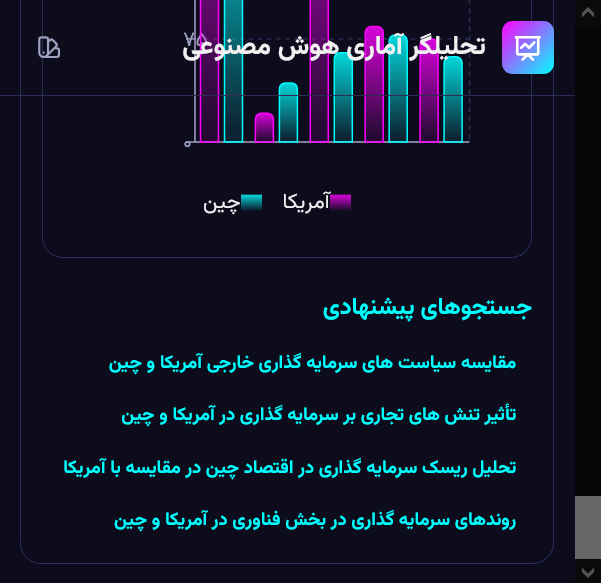 تحلیلگر آماری هوش مصنوعی
۷۵
۰
آمریکا
چین
جستجوهای پیشنهادی
مقایسه سیاست های سرمایه گذاری خارجی آمریکا و چین
تأثیر تنش های تجاری بر سرمایه گذاری در آمریکا و چین
تحلیل ریسک سرمایه گذاری در اقتصاد چین در مقایسه با آمریکا
روندهای سرمایه گذاری در بخش فناوری در آمریکا و چین